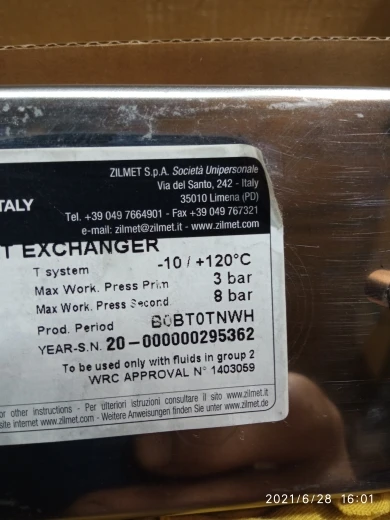 ZILMET S.p.A. Società Unipersonale
Via del Santo, 242 - Italy
35010 Limena (PD)
TALY
Tel. +39 049 7664901 - Fax +39 049 767321
e-mail: zilmet@zilmet.it - www.zilmet.com
T EXCHANGER
T system -10 / +120°C
Max Work. Press Prim 3 bar
Max Work. Press Second 8 bar
Prod. Period B0BT0TNWH
YEAR-S.N. 20-000000295362
To be used only with fluids in group 2
WRC APPROVAL N° 1403069
or other instructions - Per ulteriori istruzioni consultare il sito www.zilmet.it
site internet www.zilmet.com - Weitere Anweisungen finden Sie unter www.zilmet.de
2021/6/28 16:01